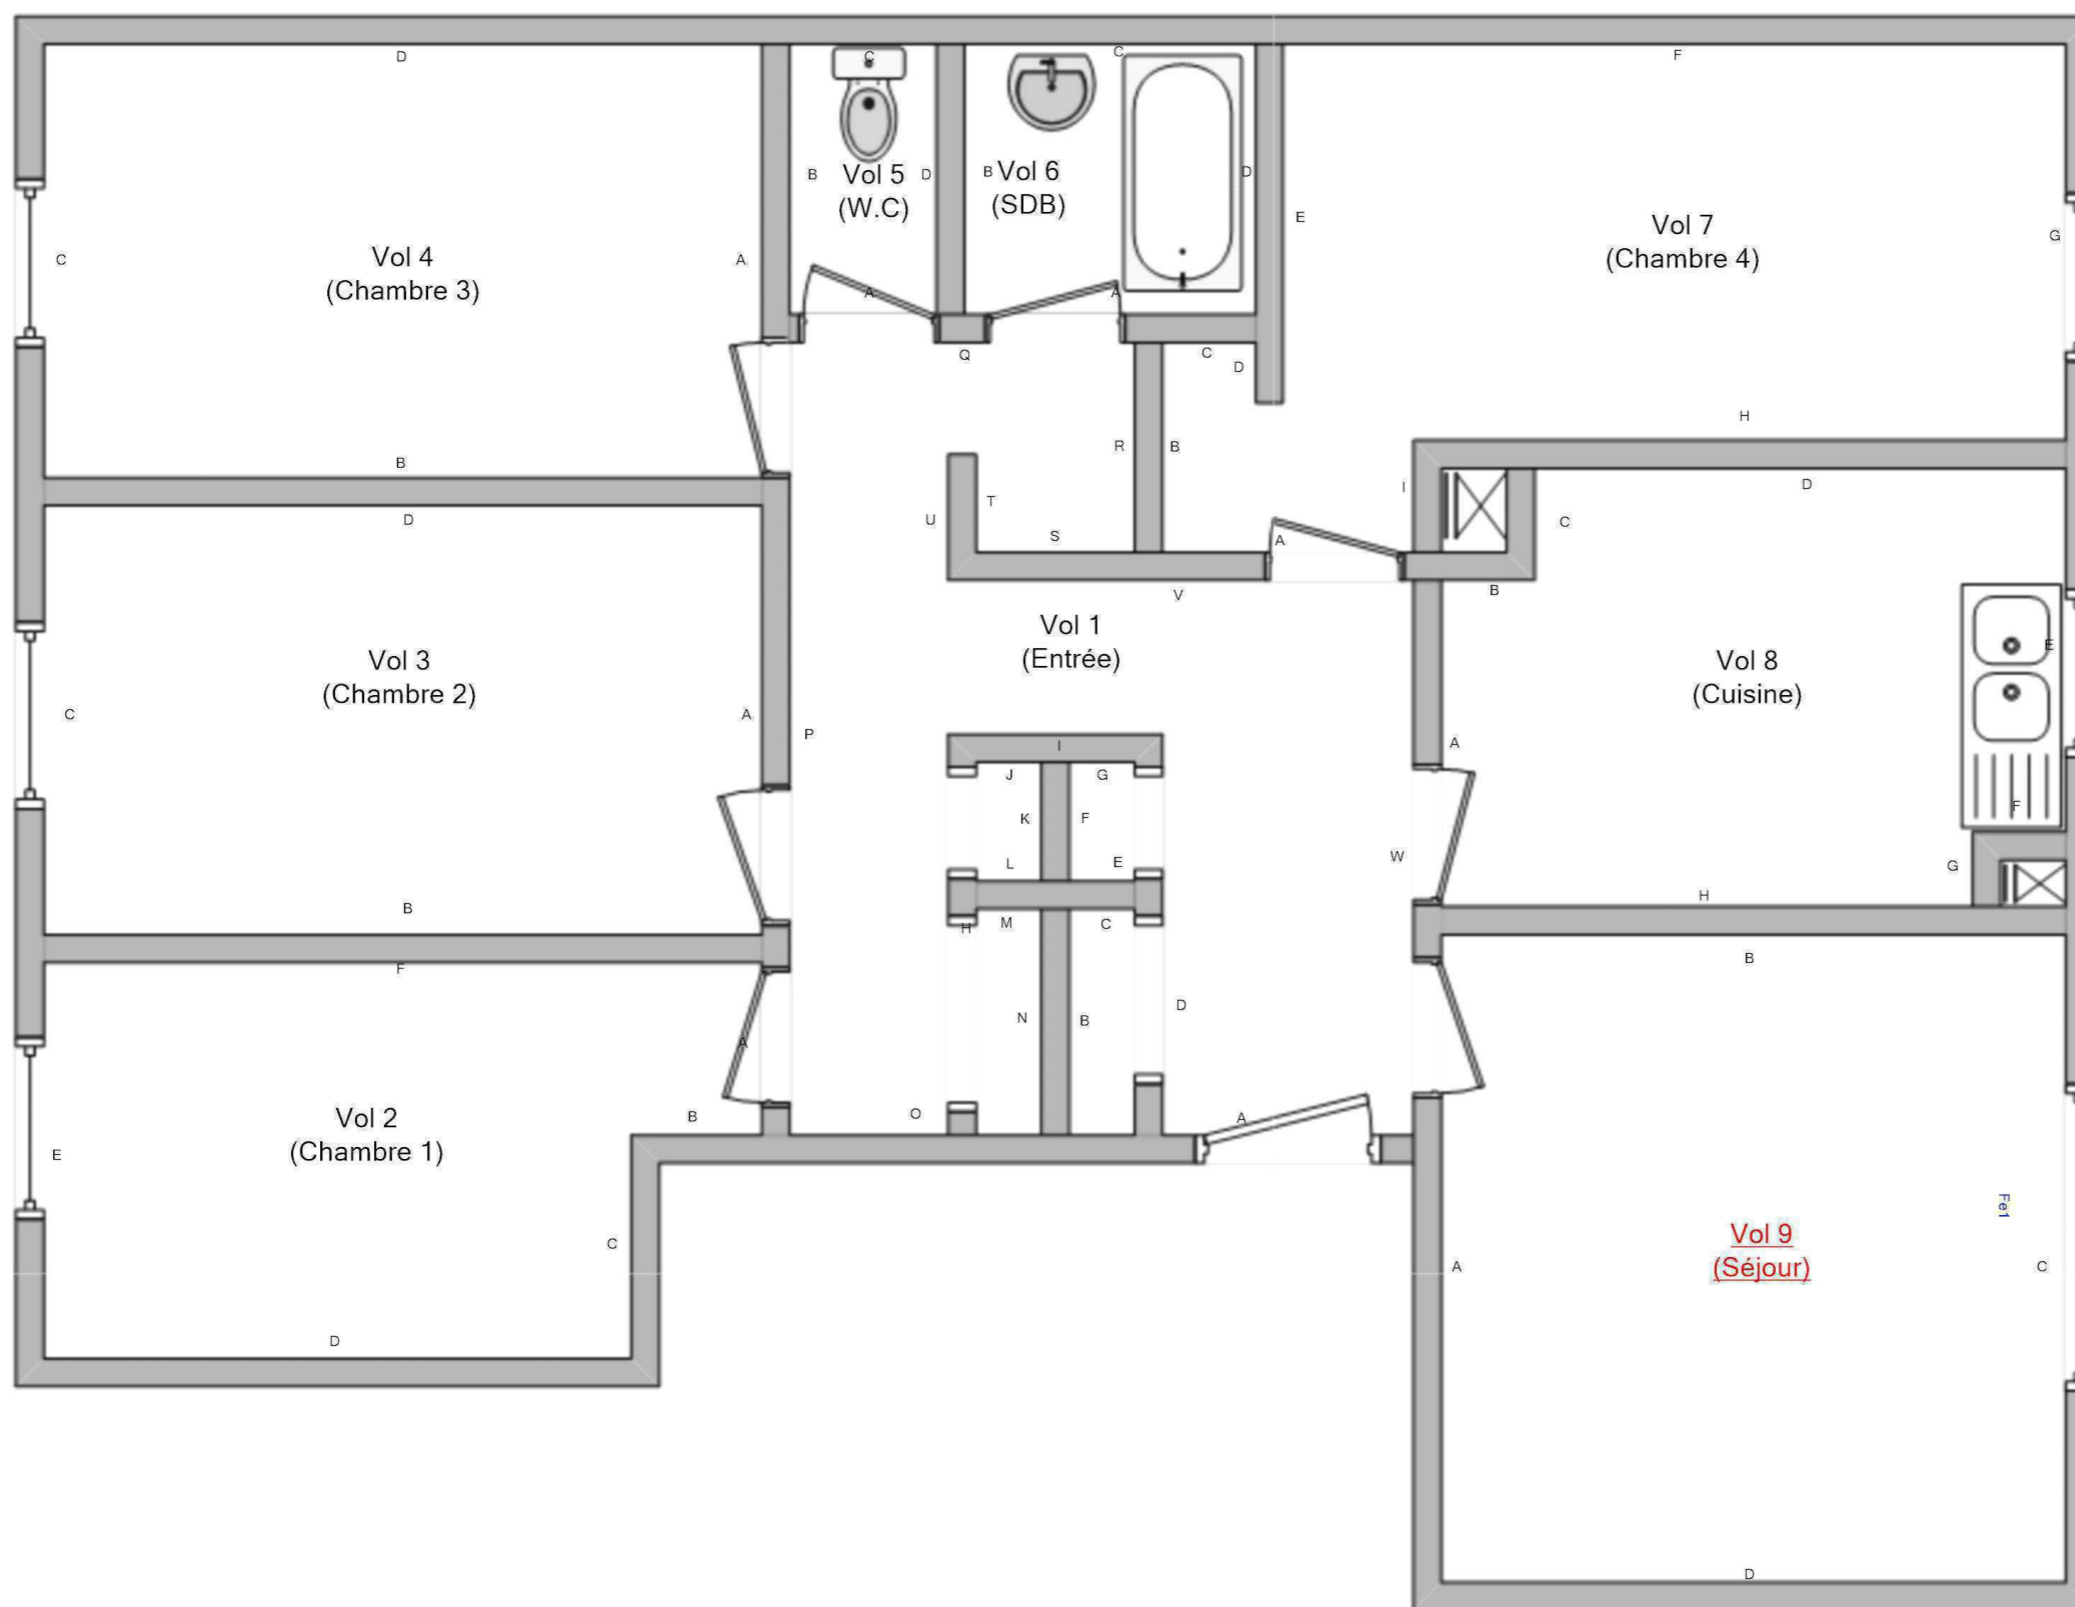 D
C
C
F
B
Vol 5
(W.C)
D
B
Vol 6
(SDB)
D
E
Vol 7
(Chambre 4)
G
C
Vol 4
(Chambre 3)
A
A
A
Q
C
D
H
B
R
B
I
D
D
U
T
S
A
C
V
B
Vol 3
(Chambre 2)
C
A
P
Vol 1
(Entrée)
Vol 8
(Cuisine)
E
A
I
J
G
K
F
W
F
L
E
G
B
H
H
M
C
F
B
N
B
D
A
Vol 2
(Chambre 1)
B
O
A
E
C
Fe1
Vol 9
(Séjour)
A
C
D
D